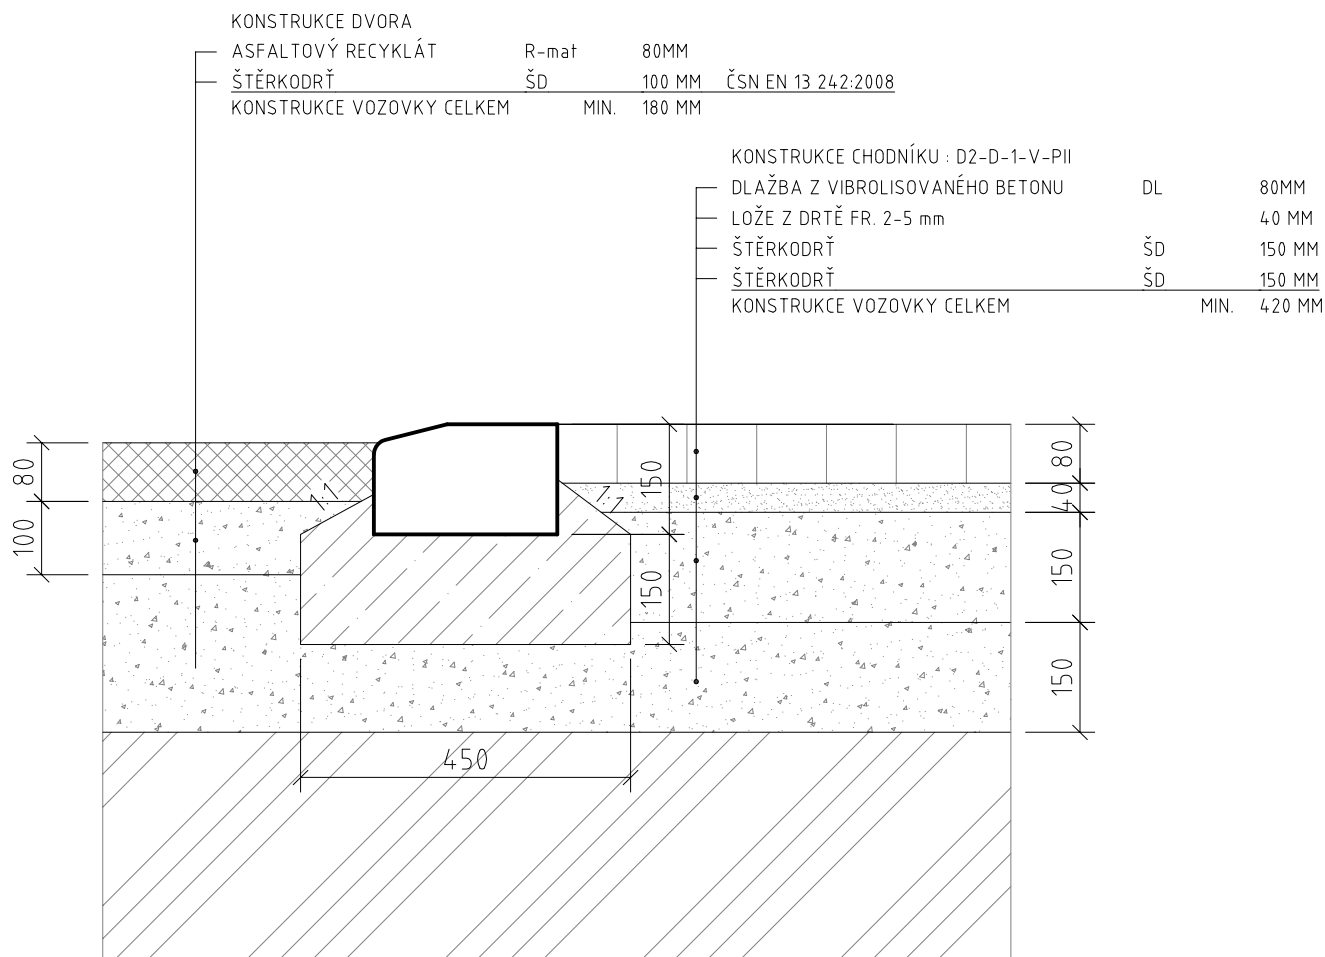 KONSTRUKCE DVORA
ASFALTOVÝ RECYKLÁT R-mat 80MM
ŠTĚRKODRŤ ŠD 100 MM ČSN EN 13 242:2008
KONSTRUKCE VOZOVKY CELKEM MIN. 180 MM
KONSTRUKCE CHODNÍKU : D2-D-1-V-PII
DLAŽBA Z VIBROLISOVANÉHO BETONU DL 80MM
LOŽE Z DRTĚ FR. 2-5 mm 40 MM
ŠTĚRKODRŤ ŠD 150 MM
ŠTĚRKODRŤ ŠD 150 MM
KONSTRUKCE VOZOVKY CELKEM MIN. 420 MM
80
100
1:1
1:1
150
150
450
80
40
150
150